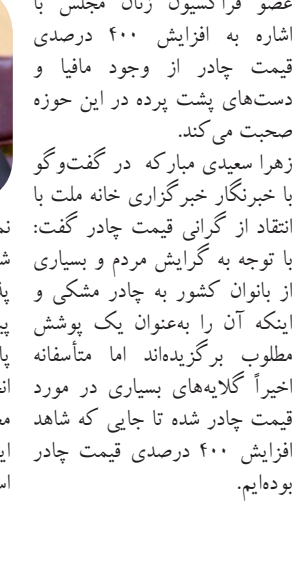 عضو فراکسیون زنان مجلس با
اشاره به افزایش ۴۰۰ درصدی
قیمت چادر از وجود مافیا و
دست‌های پشت پرده در این حوزه
صحبت می‌کند.
زهرا سعیدی مبارکه در گفت‌وگو
با خبرنگار خبرگزاری خانه ملت با
انتقاد از گرانی قیمت چادر گفت:
با توجه به گرایش مردم و بسیاری
از بانوان کشور به چادر مشکی و
اینکه آن را به‌عنوان یک پوشش
مطلوب برگزیده‌اند اما متأسفانه
اخیراً گلایه‌های بسیاری در مورد
قیمت چادر شده تا جایی که شاهد
افزایش ۴۰۰ درصدی قیمت چادر
بوده‌ایم.